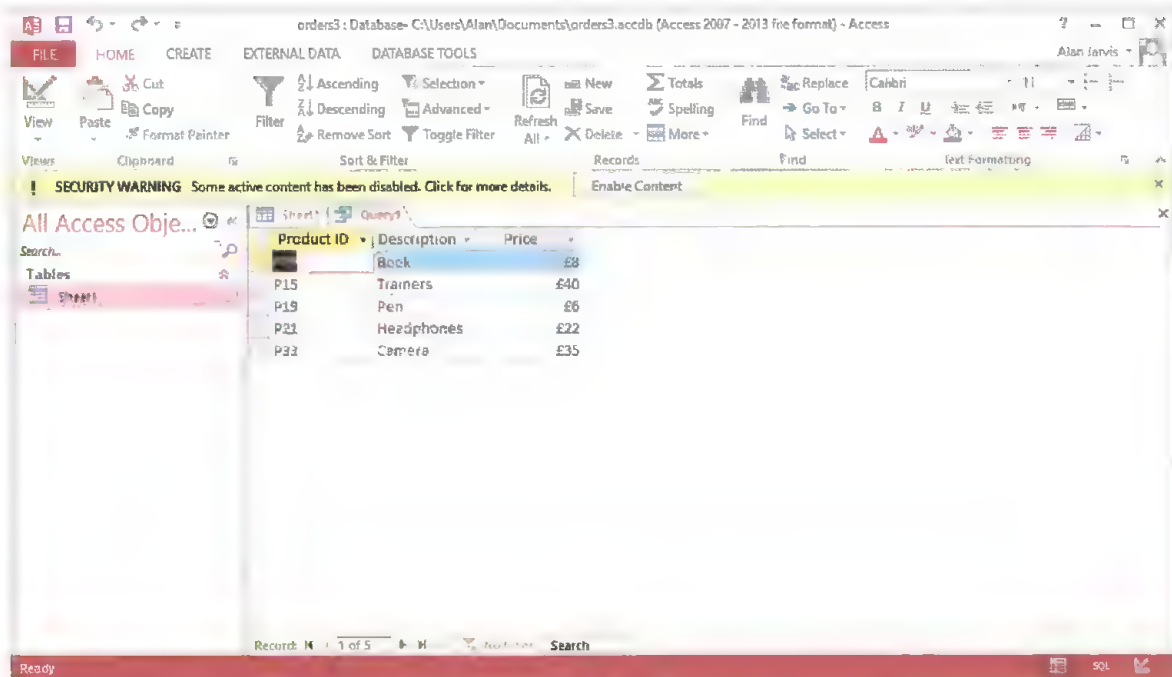 orders3 : Database- C:\Users\Alan\Documents\orders3.accdb (Access 2007 - 2013 file format) - Access ?
FILE HOME CREATE EXTERNAL DATA DATABASE TOOLS Alan Jarvis
View Paste Cut Copy Format Painter
Filter Ascending Descending Remove Sort Selection Advanced Toggle Filter
Refresh All New Save Delete Totals Spelling More
Find Replace Go To Select
Calibri 11
B I U
Views Clipboard Sort & Filter Records Find Text Formatting
! SECURITY WARNING Some active content has been disabled. Click for more details. Enable Content
All Access Obje...
Search...
Tables
Sheet1
Sheet1 Query1
Product ID Description Price
Book £8
P15 Trainers £40
P19 Pen £6
P21 Headphones £22
P33 Camera £35
Record: 1 of 5 Search
Ready SQL